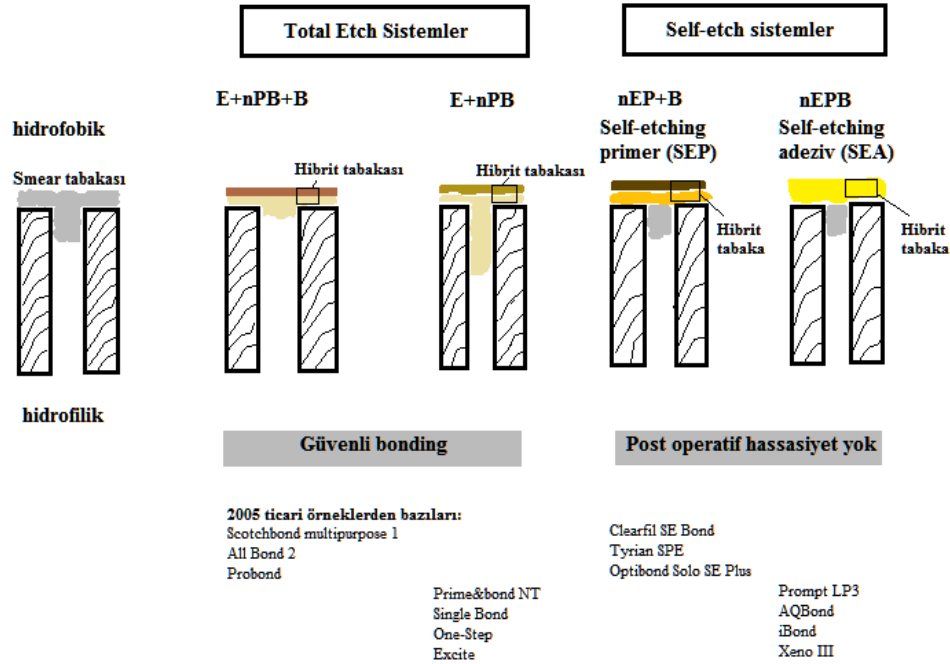 Total Etch Sistemler
Self-etch sistemler
E+nPB+B
E+nPB
nEP+B
Self-etching
primer (SEP)
nEPB
Self-etching
adeziv (SEA)
hidrofobik
Smear tabakası
Hibrit tabakası
Hibrit tabakası
Hibrit
tabaka
Hibrit
tabaka
hidrofilik
Güvenli bonding
Post operatif hassasiyet yok
2005 ticari örneklerden bazıları:
Scotchbond multipurpose 1
All Bond 2
Probond
Prime&bond NT
Single Bond
One-Step
Excite
Clearfil SE Bond
Tyrian SPE
Optibond Solo SE Plus
Prompt LP3
AQBond
iBond
Xeno III